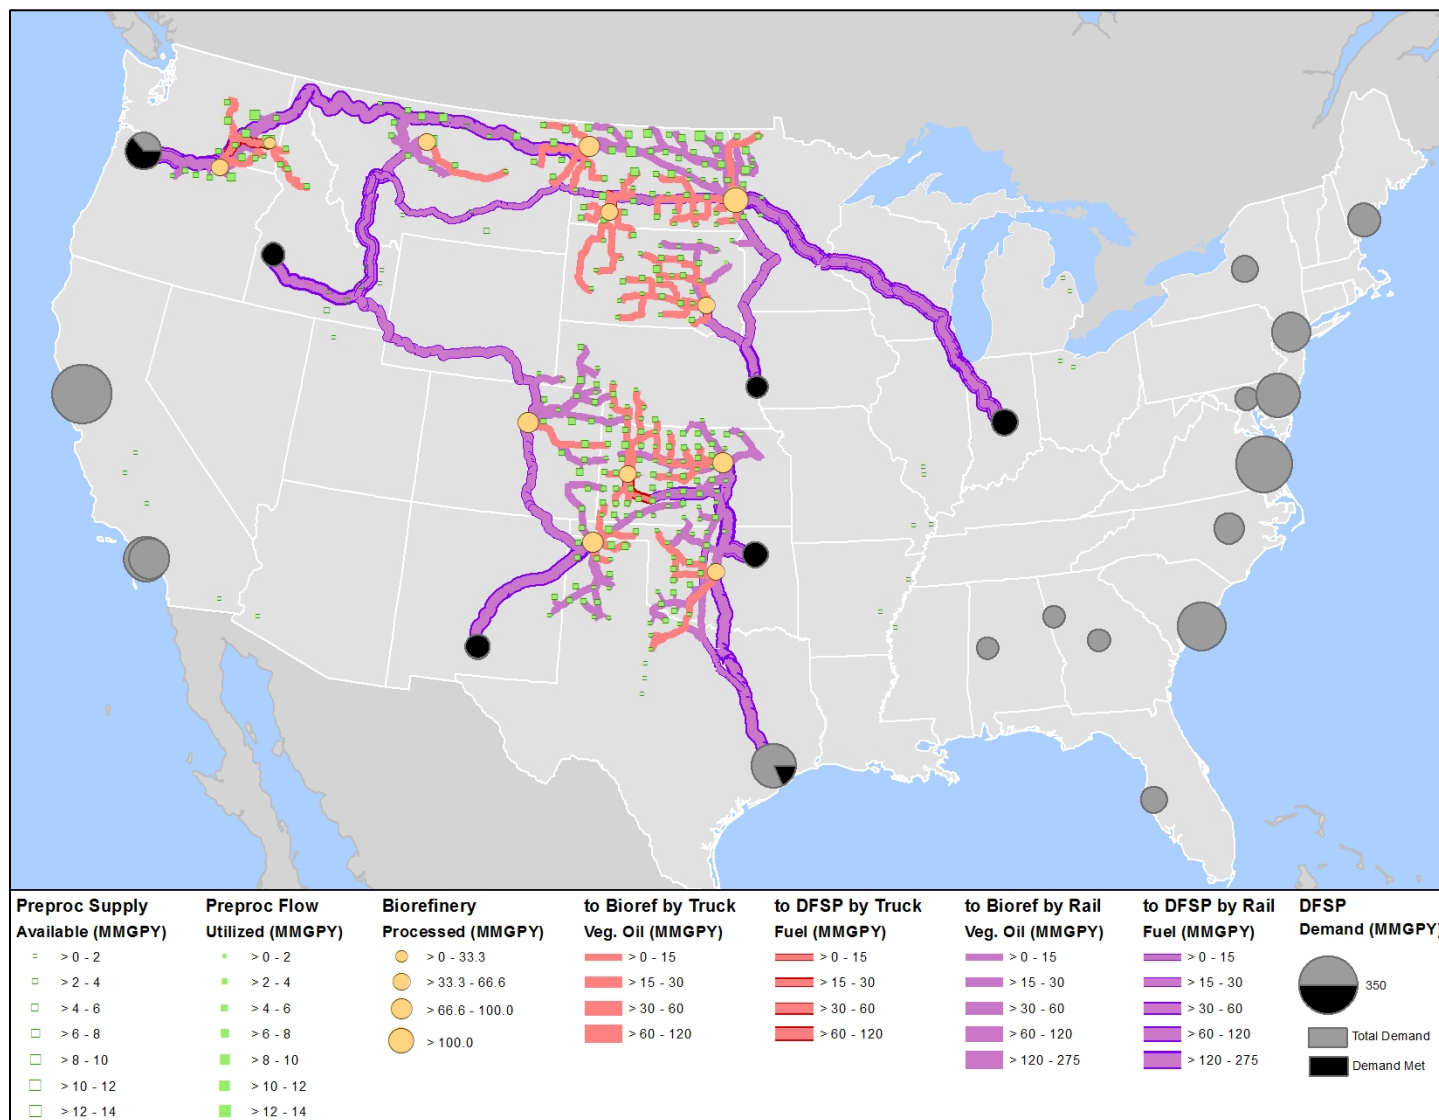 Preproc Supply
Available (MMGPY)
> 0 - 2
> 2 - 4
> 4 - 6
> 6 - 8
> 8 - 10
> 10 - 12
> 12 - 14
Preproc Flow
Utilized (MMGPY)
> 0 - 2
> 2 - 4
> 4 - 6
> 6 - 8
> 8 - 10
> 10 - 12
> 12 - 14
Biorefinery
Processed (MMGPY)
> 0 - 33.3
> 33.3 - 66.6
>66.6 - 100.0
> 100.0
to Bioref by Truck
Veg. Oil (MMGPY)
> 0 - 15
> 15 - 30
> 30 - 60
> 60 - 120
to DFSP by Truck
Fuel (MMGPY)
> 0 - 15
> 15 - 30
> 30 - 60
> 60 - 120
to Bioref by Rail
Veg. Oil (MMGPY)
> 0 - 15
> 15 - 30
> 30 - 60
> 60 - 120
> 120 - 275
to DFSP by Rail
Fuel (MMGPY)
> 0 - 15
> 15 - 30
> 30 - 60
> 60 - 120
> 120 - 275
DFSP
Demand (MMGPY)
350
Total Demand
Demand Met